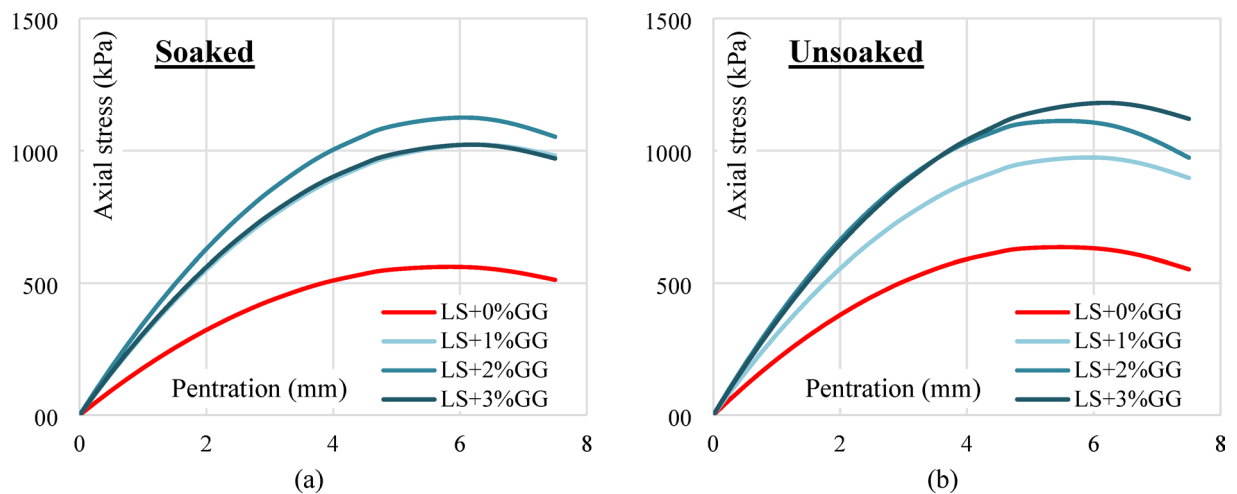 1500
Soaked
Axial stress (kPa)
1000
500
LS+0%GG
LS+1%GG
LS+2%GG
LS+3%GG
Pentration (mm)
00
0 2 4 6 8
(a)
1500
Unsoaked
Axial stress (kPa)
1000
500
LS+0%GG
LS+1%GG
LS+2%GG
LS+3%GG
Pentration (mm)
00
0 2 4 6 8
(b)